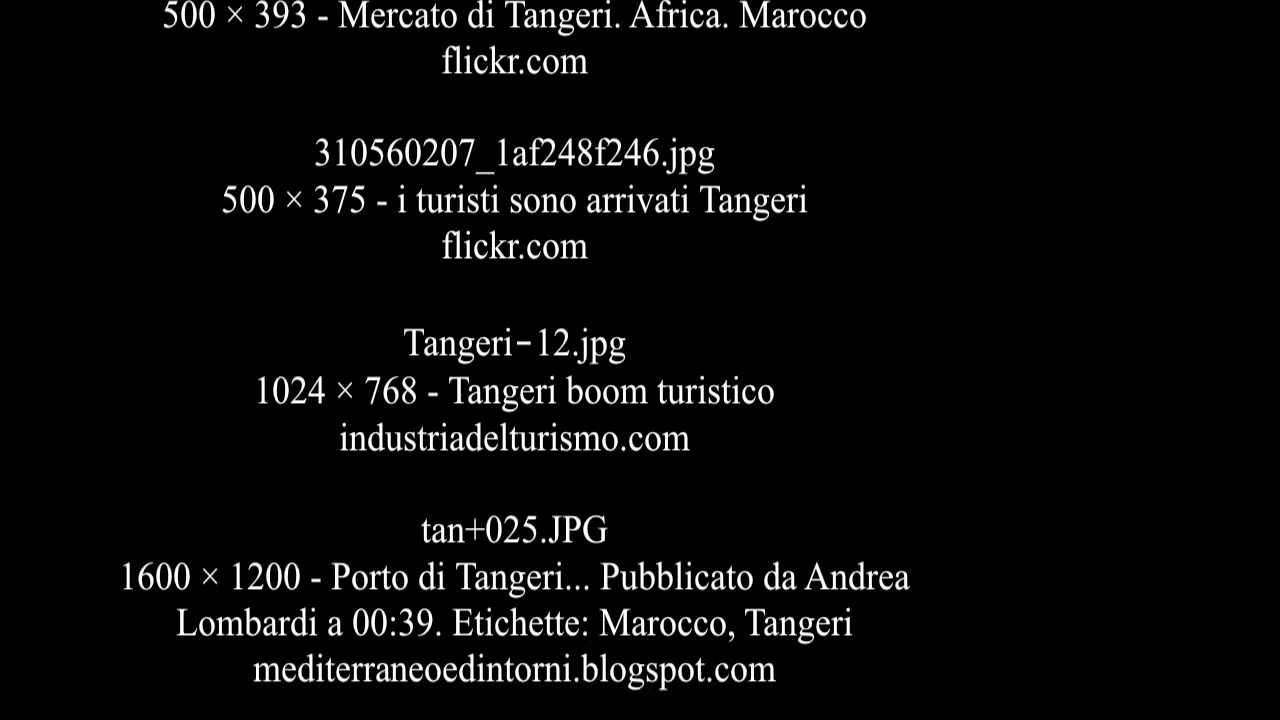 500 × 393 - Mercato di Tangeri. Africa. Marocco
flickr.com
310560207_1af248f246.jpg
500 × 375 - i turisti sono arrivati Tangeri
flickr.com
Tangeri-12.jpg
1024 × 768 - Tangeri boom turistico
industriadelturismo.com
tan+025.JPG
1600 × 1200 - Porto di Tangeri... Pubblicato da Andrea
Lombardi a 00:39. Etichette: Marocco, Tangeri
mediterraneoedintorni.blogspot.com